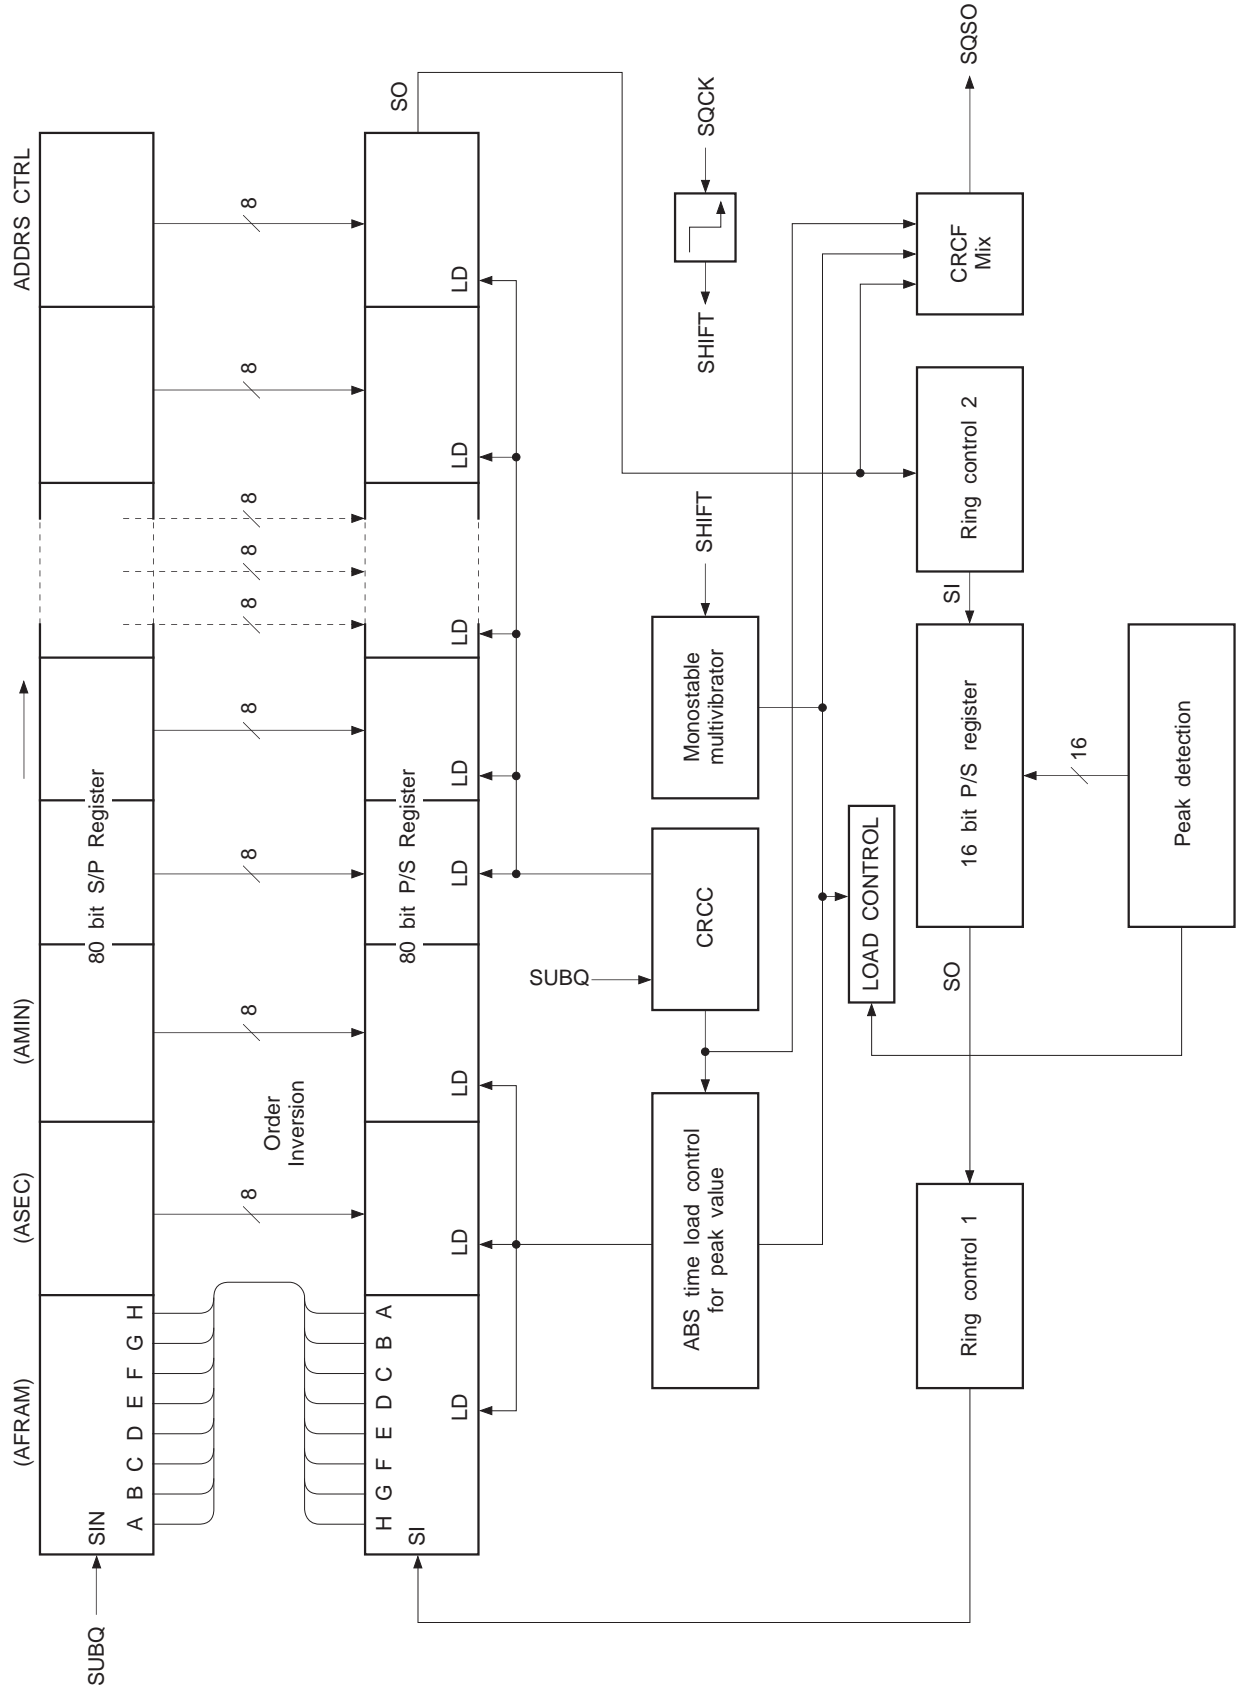 (AFRAM)
(ASEC)
(AMIN)
ADDRS CTRL
SUBQ
SIN
80 bit S/P Register
A B C D E F G H
8
8
8
8
8
8
8
8
8
Order
Inversion
H G F E D C B A
80 bit P/S Register
SI
LD
LD
LD
LD
LD
LD
LD
LD
SO
SUBQ
ABS time load control
for peak value
CRCC
Monostable
multivibrator
SHIFT
SHIFT
SQCK
LOAD CONTROL
Ring control 1
SO
16 bit P/S register
SI
Ring control 2
CRCF
Mix
SQSO
16
Peak detection